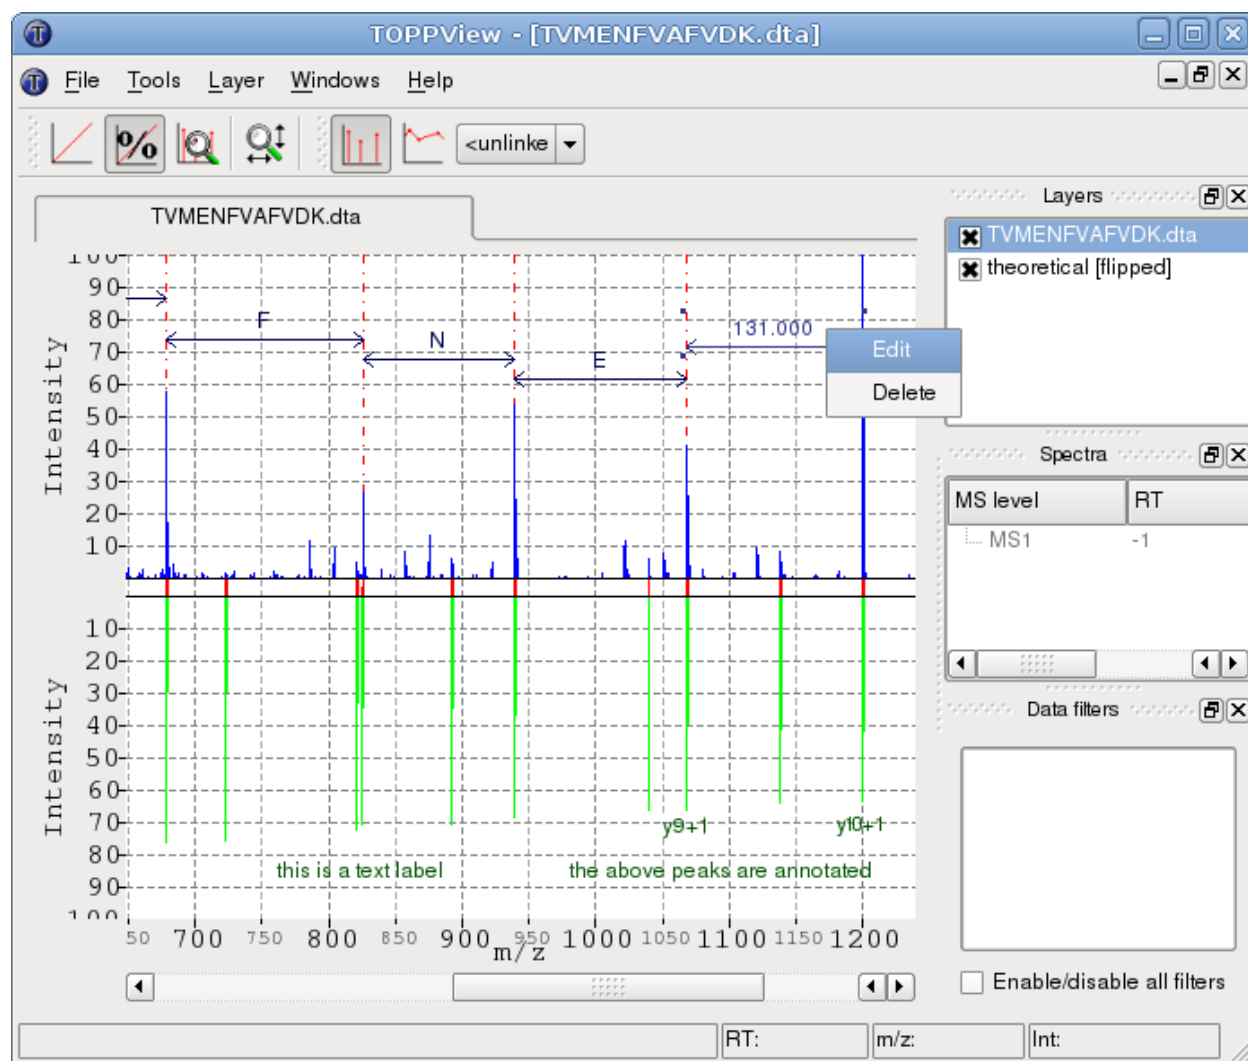 TOPPView - [TVMENFVAFVDK.dta]
File Tools Layer Windows Help
% <unlinke
TVMENFVAFVDK.dta
Layers
TVMENFVAFVDK.dta
theoretical [flipped]
100
90
80
70
60
50
40
30
20
10
Intensity
F
N
E
131.000
Edit
Delete
Spectra
MS level RT
MS1 -1
10
20
30
40
50
60
70
80
90
100
Intensity
y9+1 y10+1
this is a text label the above peaks are annotated
50 700 750 800 850 900 950 1000 1050 1100 1150 1200
m/z
Data filters
Enable/disable all filters
RT: m/z: Int: